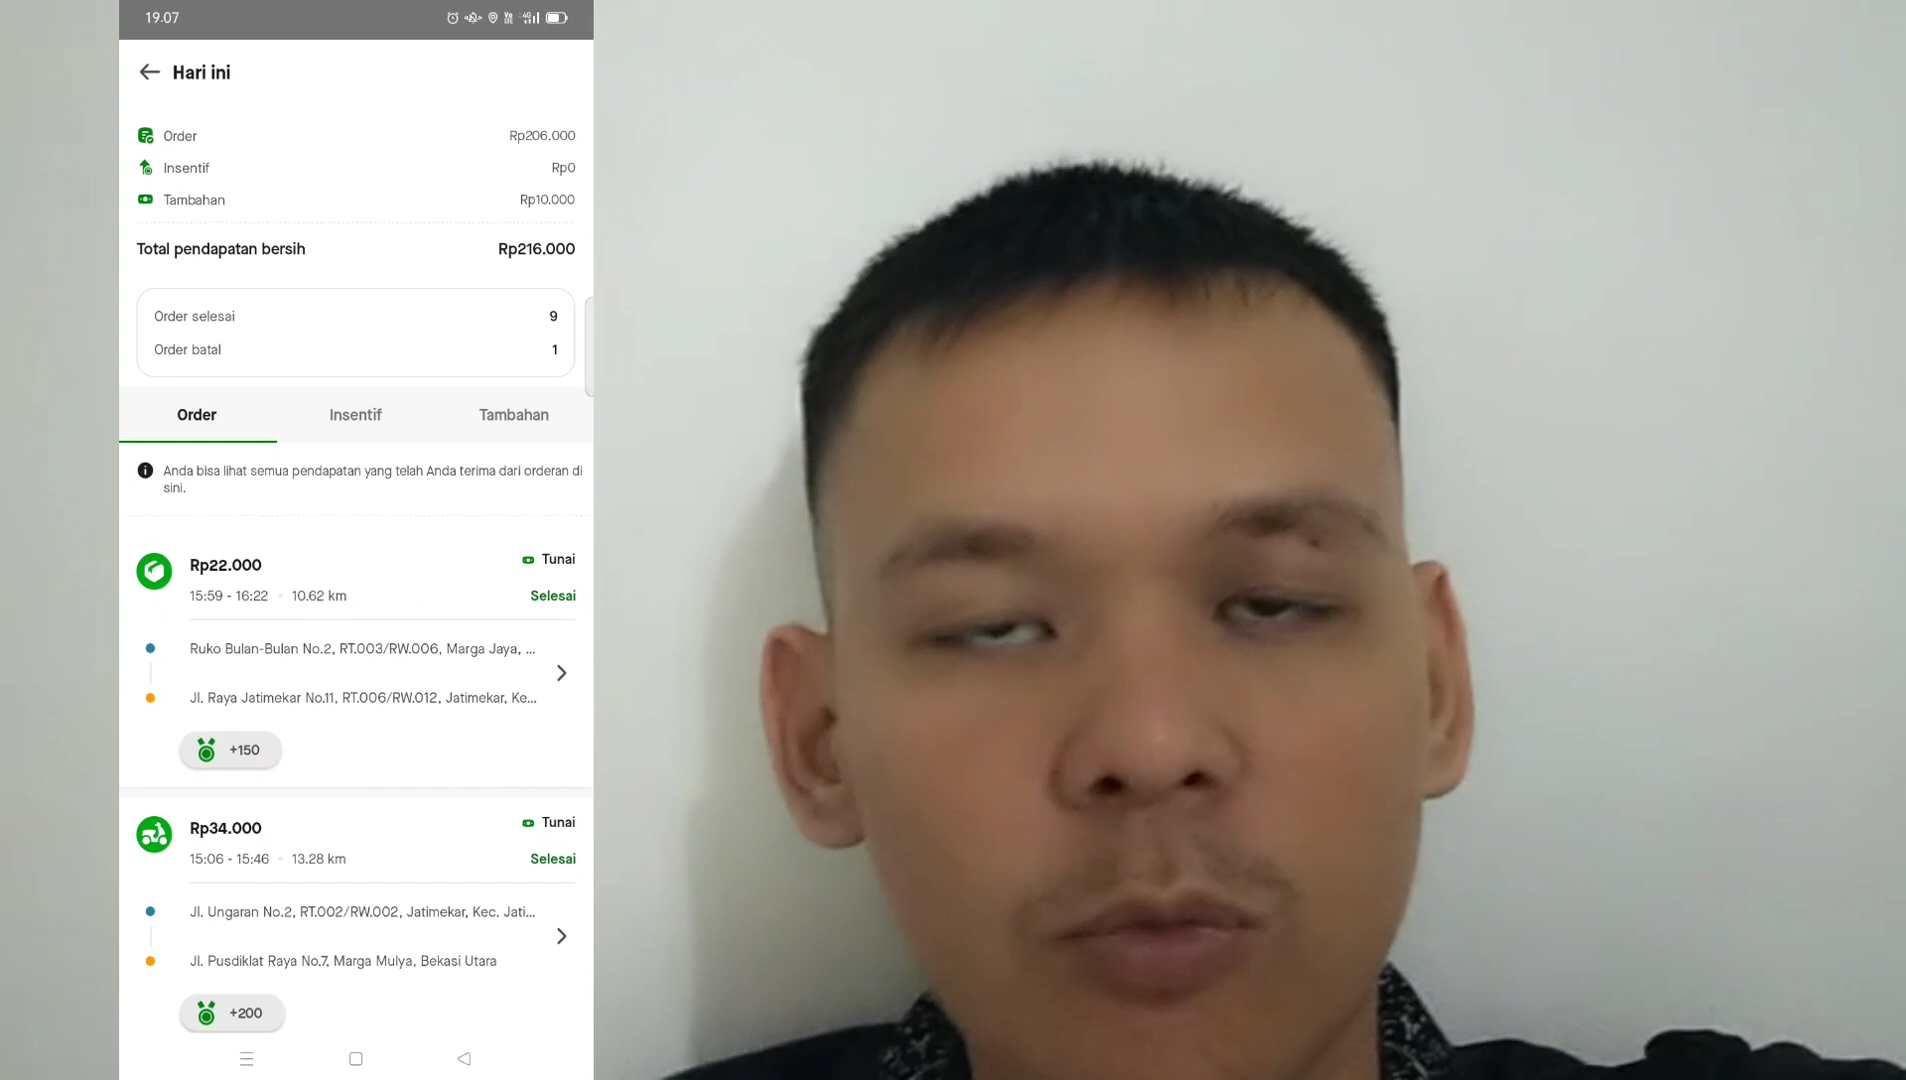 19.07
Hari ini
Order Rp206.000
Insentif Rp0
Tambahan Rp10.000
Total pendapatan bersih Rp216.000
Order selesai 9
Order batal 1
Order Insentif Tambahan
Anda bisa lihat semua pendapatan yang telah Anda terima dari orderan di
sini.
Rp22.000 Tunai
15:59 - 16:22 • 10.62 km Selesai
Ruko Bulan-Bulan No.2, RT.003/RW.006, Marga Jaya, ...
Jl. Raya Jatimekar No.11, RT.006/RW.012, Jatimekar, Ke...
+150
Rp34.000 Tunai
15:06 - 15:46 • 13.28 km Selesai
Jl. Ungaran No.2, RT.002/RW.002, Jatimekar, Kec. Jati...
Jl. Pusdiklat Raya No.7, Marga Mulya, Bekasi Utara
+200